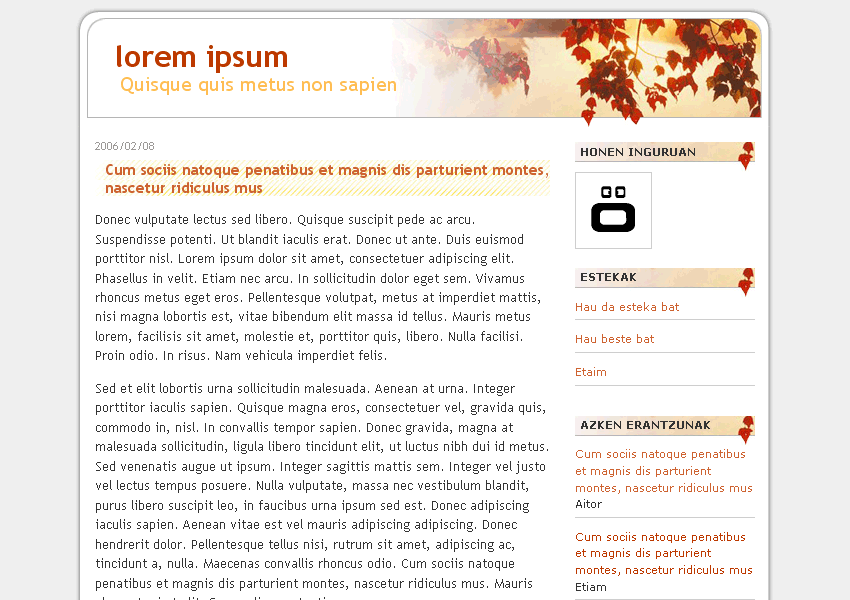 lorem ipsum
Quisque quis metus non sapien
2006/02/08
Cum sociis natoque penatibus et magnis dis parturient montes,
nascetur ridiculus mus
Donec vulputate lectus sed libero. Quisque suscipit pede ac arcu.
Suspendisse potenti. Ut blandit iaculis erat. Donec ut ante. Duis euismod
porttitor nisl. Lorem ipsum dolor sit amet, consectetuer adipiscing elit.
Phasellus in velit. Etiam nec arcu. In sollicitudin dolor eget sem. Vivamus
rhoncus metus eget eros. Pellentesque volutpat, metus at imperdiet mattis,
nisi magna lobortis est, vitae bibendum elit massa id tellus. Mauris metus
lorem, facilisis sit amet, molestie et, porttitor quis, libero. Nulla facilisi.
Proin odio. In risus. Nam vehicula imperdiet felis.
Sed et elit lobortis urna sollicitudin malesuada. Aenean at urna. Integer
porttitor iaculis sapien. Quisque magna eros, consectetuer vel, gravida quis,
commodo in, nisl. In convallis tempor sapien. Donec gravida, magna at
malesuada sollicitudin, ligula libero tincidunt elit, ut luctus nibh dui id metus.
Sed venenatis augue ut ipsum. Integer sagittis mattis sem. Integer vel justo
vel lectus tempus posuere. Nulla vulputate, massa nec vestibulum blandit,
purus libero suscipit leo, in faucibus urna ipsum sed est. Donec adipiscing
iaculis sapien. Aenean vitae est vel mauris adipiscing adipiscing. Donec
hendrerit dolor. Pellentesque tellus nisi, rutrum sit amet, adipiscing ac,
tincidunt a, nulla. Maecenas convallis rhoncus odio. Cum sociis natoque
penatibus et magnis dis parturient montes, nascetur ridiculus mus. Mauris
HONEN INGURUAN
ESTEKAK
Hau da esteka bat
Hau beste bat
Etaim
AZKEN ERANTZUNAK
Cum sociis natoque penatibus
et magnis dis parturient
montes, nascetur ridiculus mus
Aitor
Cum sociis natoque penatibus
et magnis dis parturient
montes, nascetur ridiculus mus
Etiam